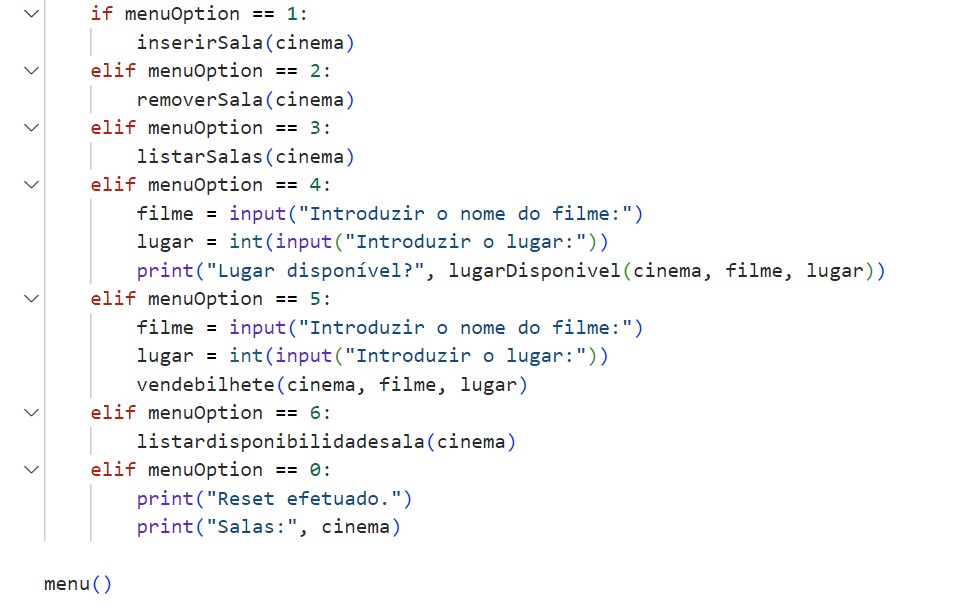 if menuOption == 1:
inserirSala(cinema)
elif menuOption == 2:
removerSala(cinema)
elif menuOption == 3:
listarSalas(cinema)
elif menuOption == 4:
filme = input("Introduzir o nome do filme:")
lugar = int(input("Introduzir o lugar:"))
print("Lugar disponível?", lugarDisponivel(cinema, filme, lugar))
elif menuOption == 5:
filme = input("Introduzir o nome do filme:")
lugar = int(input("Introduzir o lugar:"))
vendebilhete(cinema, filme, lugar)
elif menuOption == 6:
listardisponibilidadesala(cinema)
elif menuOption == 0:
print("Reset efetuado.")
print("Salas:", cinema)
menu()